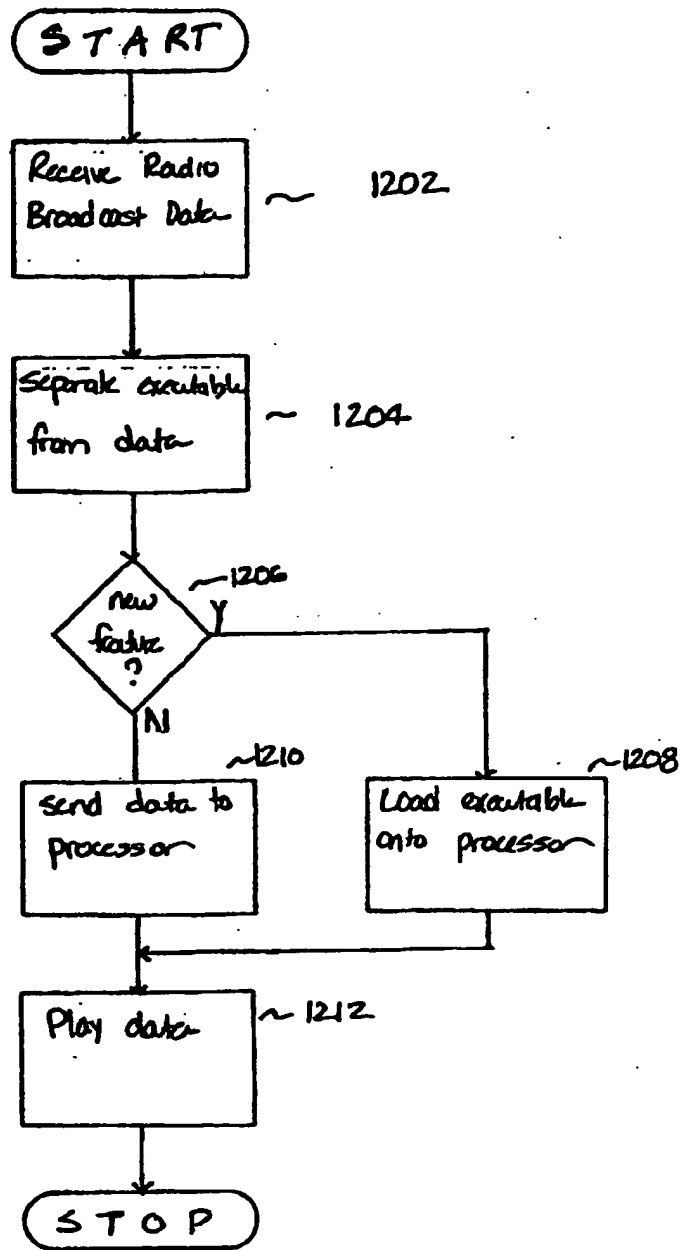 START
Receive Radio
Broadcast Data
~ 1202
Separate executable
from data
~ 1204
new
feature
?
~1206
Y
N
~1210
send data to
processor
~1208
Load executable
onto processor
Play data
~ 1212
STOP